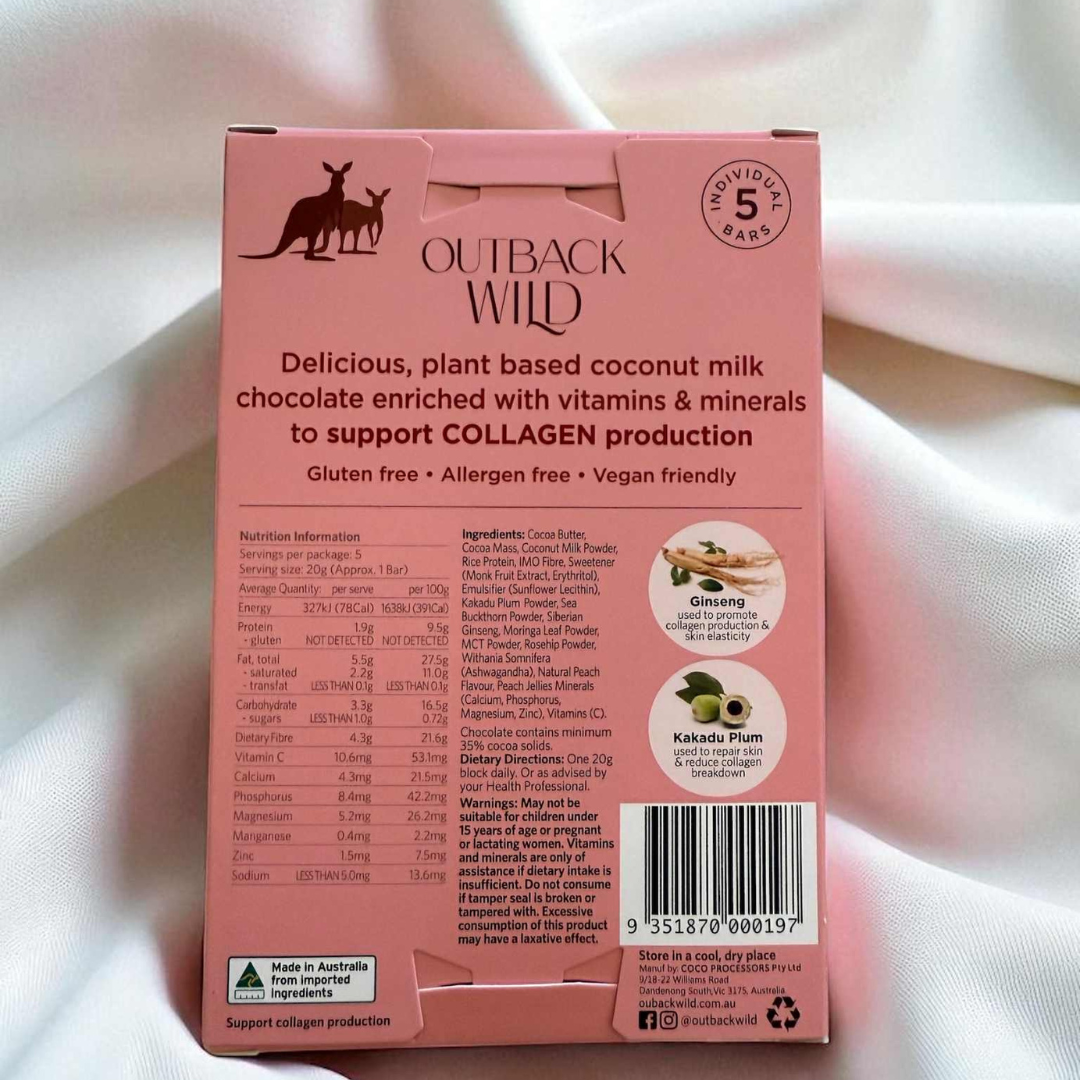 INDIVIDUAL
5
BARS
OUTBACK
WILD
Delicious, plant based coconut milk
chocolate enriched with vitamins & minerals
to support COLLAGEN production
Gluten free • Allergen free • Vegan friendly
Nutrition Information
Servings per package: 5
Serving size: 20g (Approx. 1 Bar)
Average Quantity: per serve per 100g
Energy 327kJ (78Cal) 1638kJ (391Cal)
Protein 1.9g 9.5g
- gluten NOT DETECTED NOT DETECTED
Fat, total 5.5g 27.5g
- saturated 2.2g 11.0g
- transfat LESS THAN 0.1g LESS THAN 0.1g
Carbohydrate 3.3g 16.5g
- sugars LESS THAN 1.0g 0.72g
Dietary Fibre 4.3g 21.6g
Vitamin C 10.6mg 53.1mg
Calcium 4.3mg 21.5mg
Phosphorus 8.4mg 42.2mg
Magnesium 5.2mg 26.2mg
Manganese 0.4mg 2.2mg
Zinc 1.5mg 7.5mg
Sodium LESS THAN 5.0mg 13.6mg
Ingredients: Cocoa Butter,
Cocoa Mass, Coconut Milk Powder,
Rice Protein, IMO Fibre, Sweetener
(Monk Fruit Extract, Erythritol),
Emulsifier (Sunflower Lecithin),
Kakadu Plum Powder, Sea
Buckthorn Powder, Siberian
Ginseng, Moringa Leaf Powder,
MCT Powder, Rosehip Powder,
Withania Somnifera
(Ashwagandha), Natural Peach
Flavour, Peach Jellies Minerals
(Calcium, Phosphorus,
Magnesium, Zinc), Vitamins (C).
Chocolate contains minimum
35% cocoa solids.
Dietary Directions: One 20g
block daily. Or as advised by
your Health Professional.
Warnings: May not be
suitable for children under
15 years of age or pregnant
or lactating women. Vitamins
and minerals are only of
assistance if dietary intake is
insufficient. Do not consume
if tamper seal is broken or
tampered with. Excessive
consumption of this product
may have a laxative effect.
Ginseng
used to promote
collagen production &
skin elasticity
Kakadu Plum
used to repair skin
& reduce collagen
breakdown
9 351870 000197
Store in a cool, dry place
Manuf by: COCO PROCESSORS Pty Ltd
9/18-22 Williams Road
Dandenong South, Vic 3175, Australia
oubackwild.com.au
@outbackwild
Made in Australia
from imported
ingredients
Support collagen production